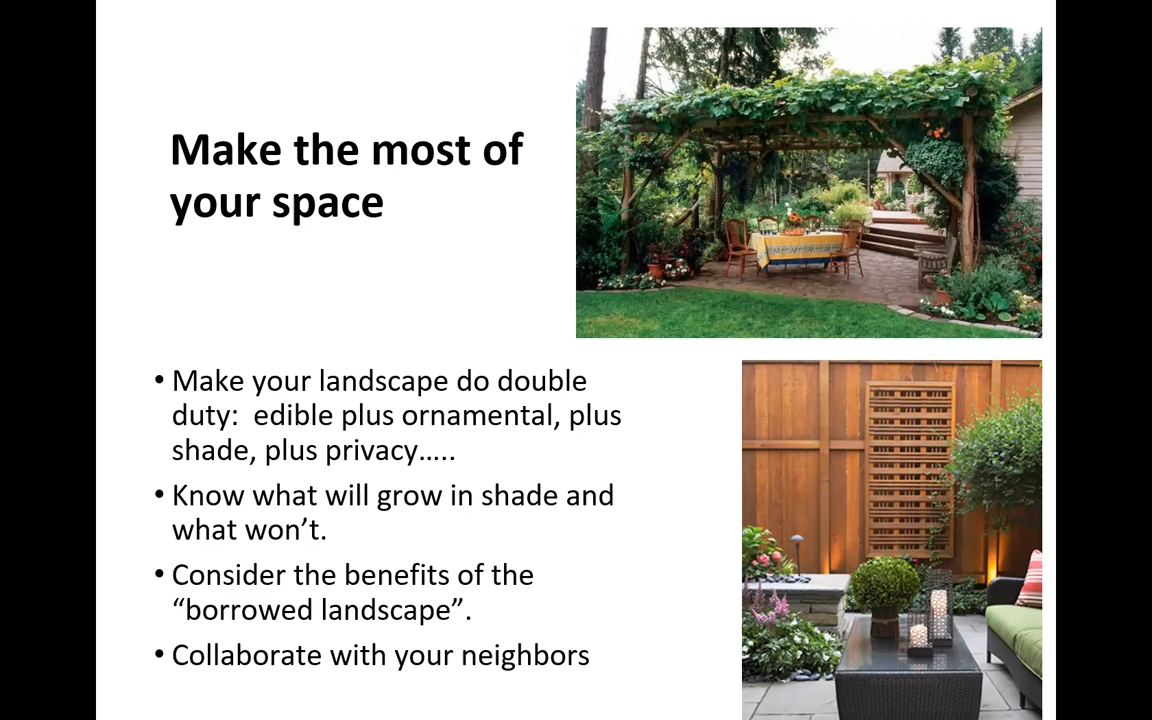 Make the most of
your space
• Make your landscape do double
duty:  edible plus ornamental, plus
shade, plus privacy.....
• Know what will grow in shade and
what won’t.
• Consider the benefits of the
“borrowed landscape”.
• Collaborate with your neighbors